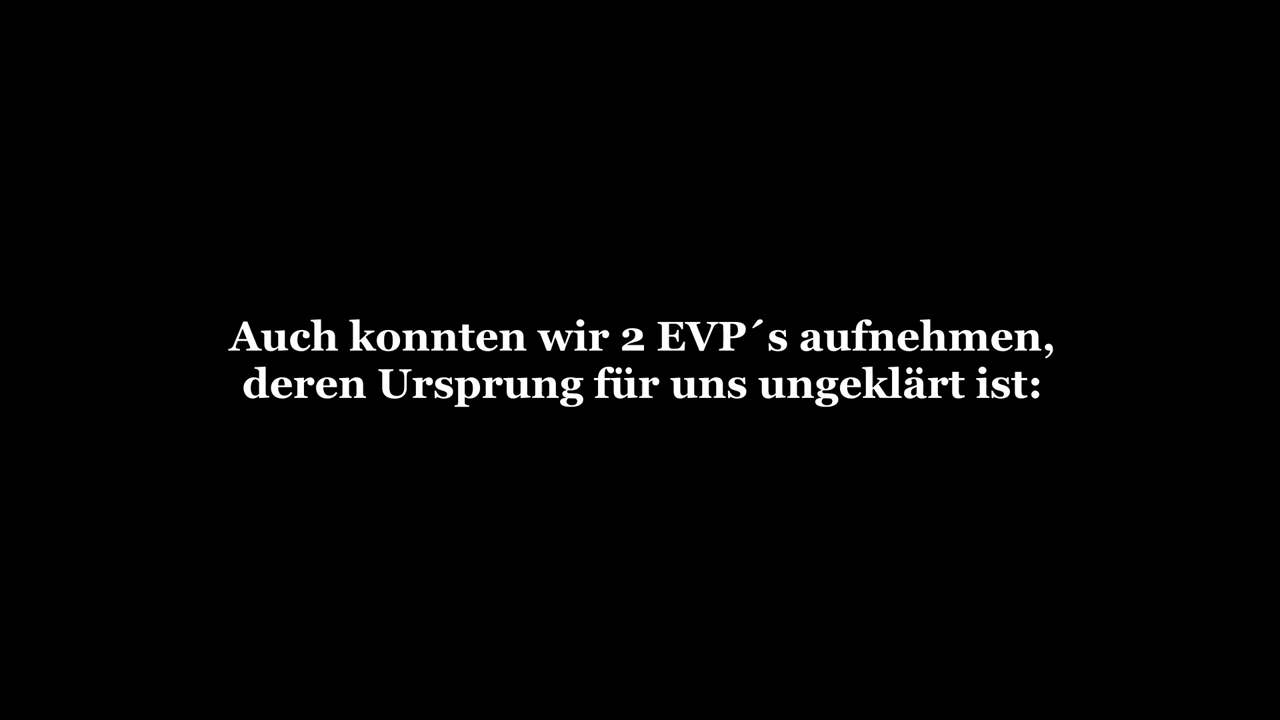 Auch konnten wir 2 EVP´s aufnehmen,
deren Ursprung für uns ungeklärt ist: